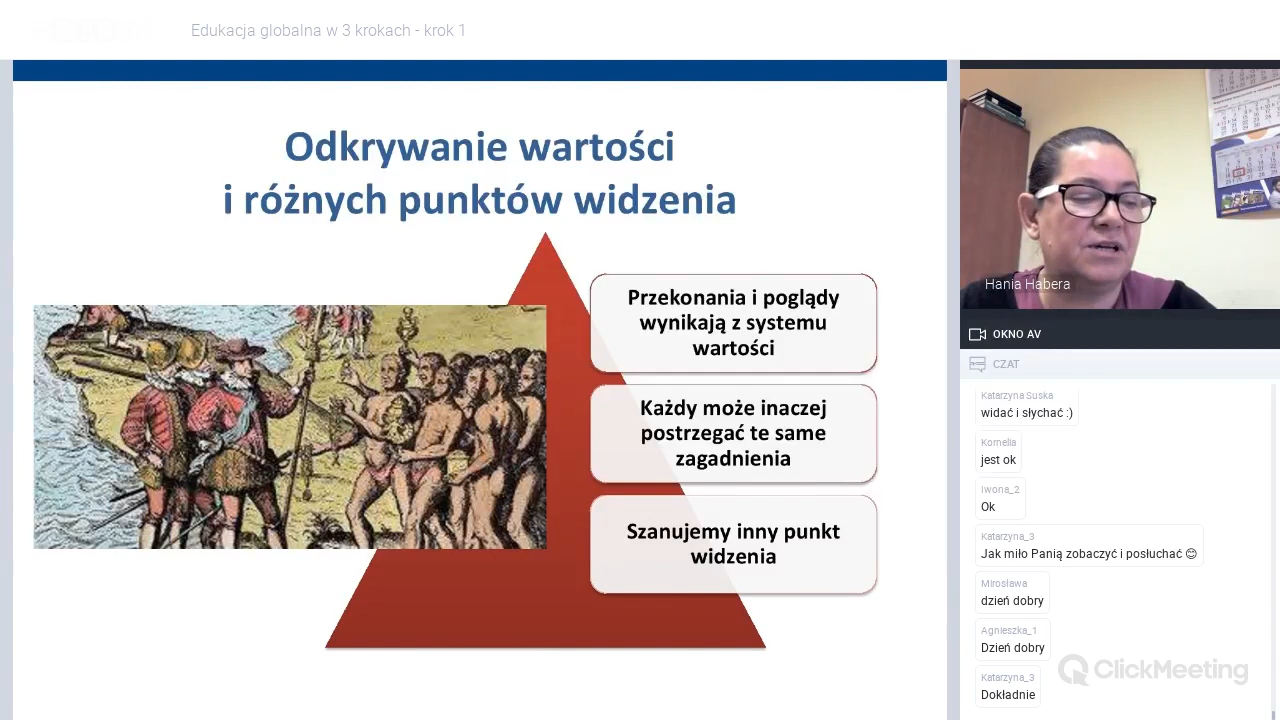 Edukacja globalna w 3 krokach - krok 1
Odkrywanie wartości
i różnych punktów widzenia
Przekonania i poglądy
wynikają z systemu
wartości
Każdy może inaczej
postrzegać te same
zagadnienia
Szanujemy inny punkt
widzenia
Hania Habera
OKNO AV
CZAT
Katarzyna Suska
widać i słychać :)
Kornelia
jest ok
Iwona_2
Ok
Katarzyna_3
Jak miło Panią zobaczyć i posłuchać 😊
Mirosława
dzień dobry
Agnieszka_1
Dzień dobry
Katarzyna_3
Dokładnie
ClickMeeting